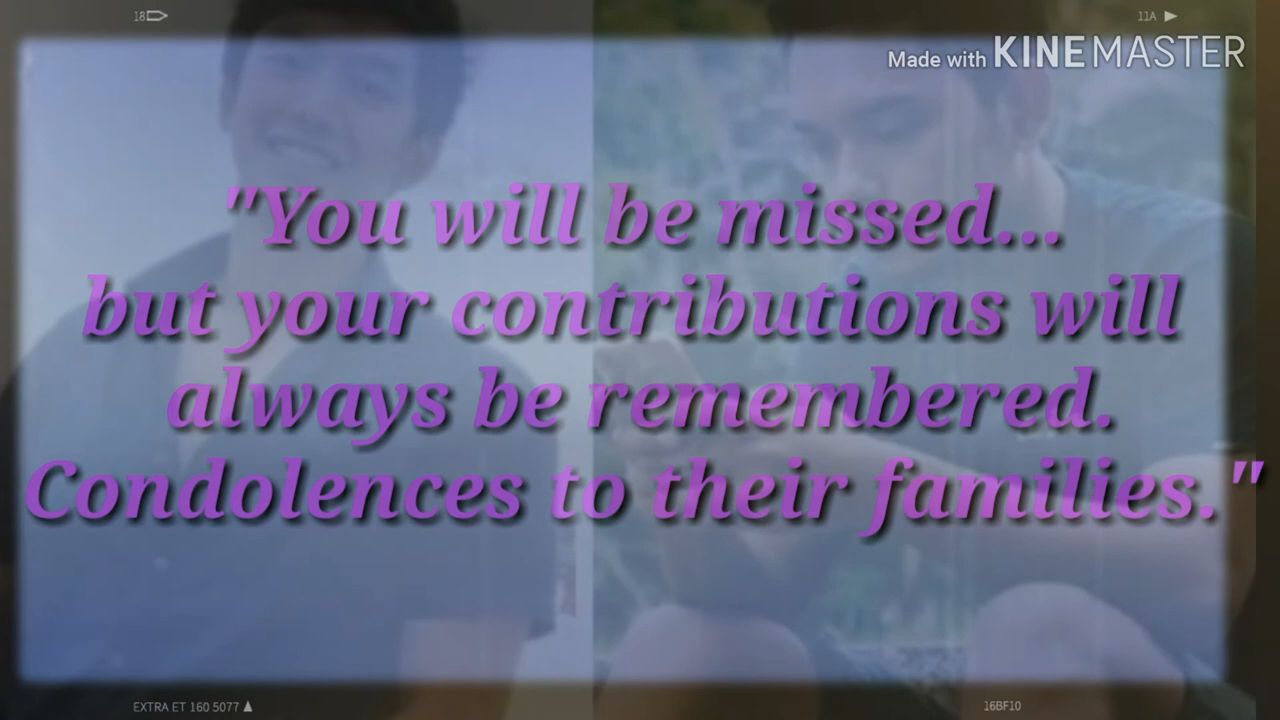 18
11A
Made with KINEMASTER
"You will be missed...
but your contributions will
always be remembered.
Condolences to their families."
EXTRA ET 160 5077
16BF10